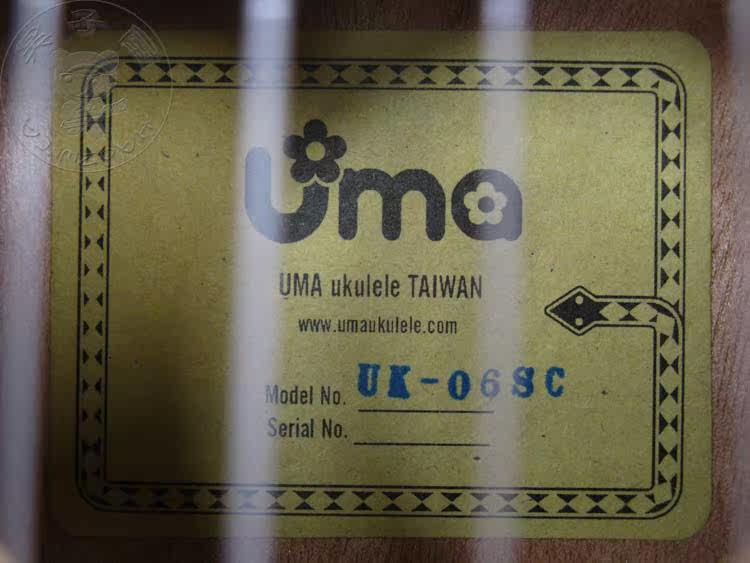 uma
UMA ukulele TAIWAN
www.umaukulele.com
Model No. UK-06SC
Serial No.